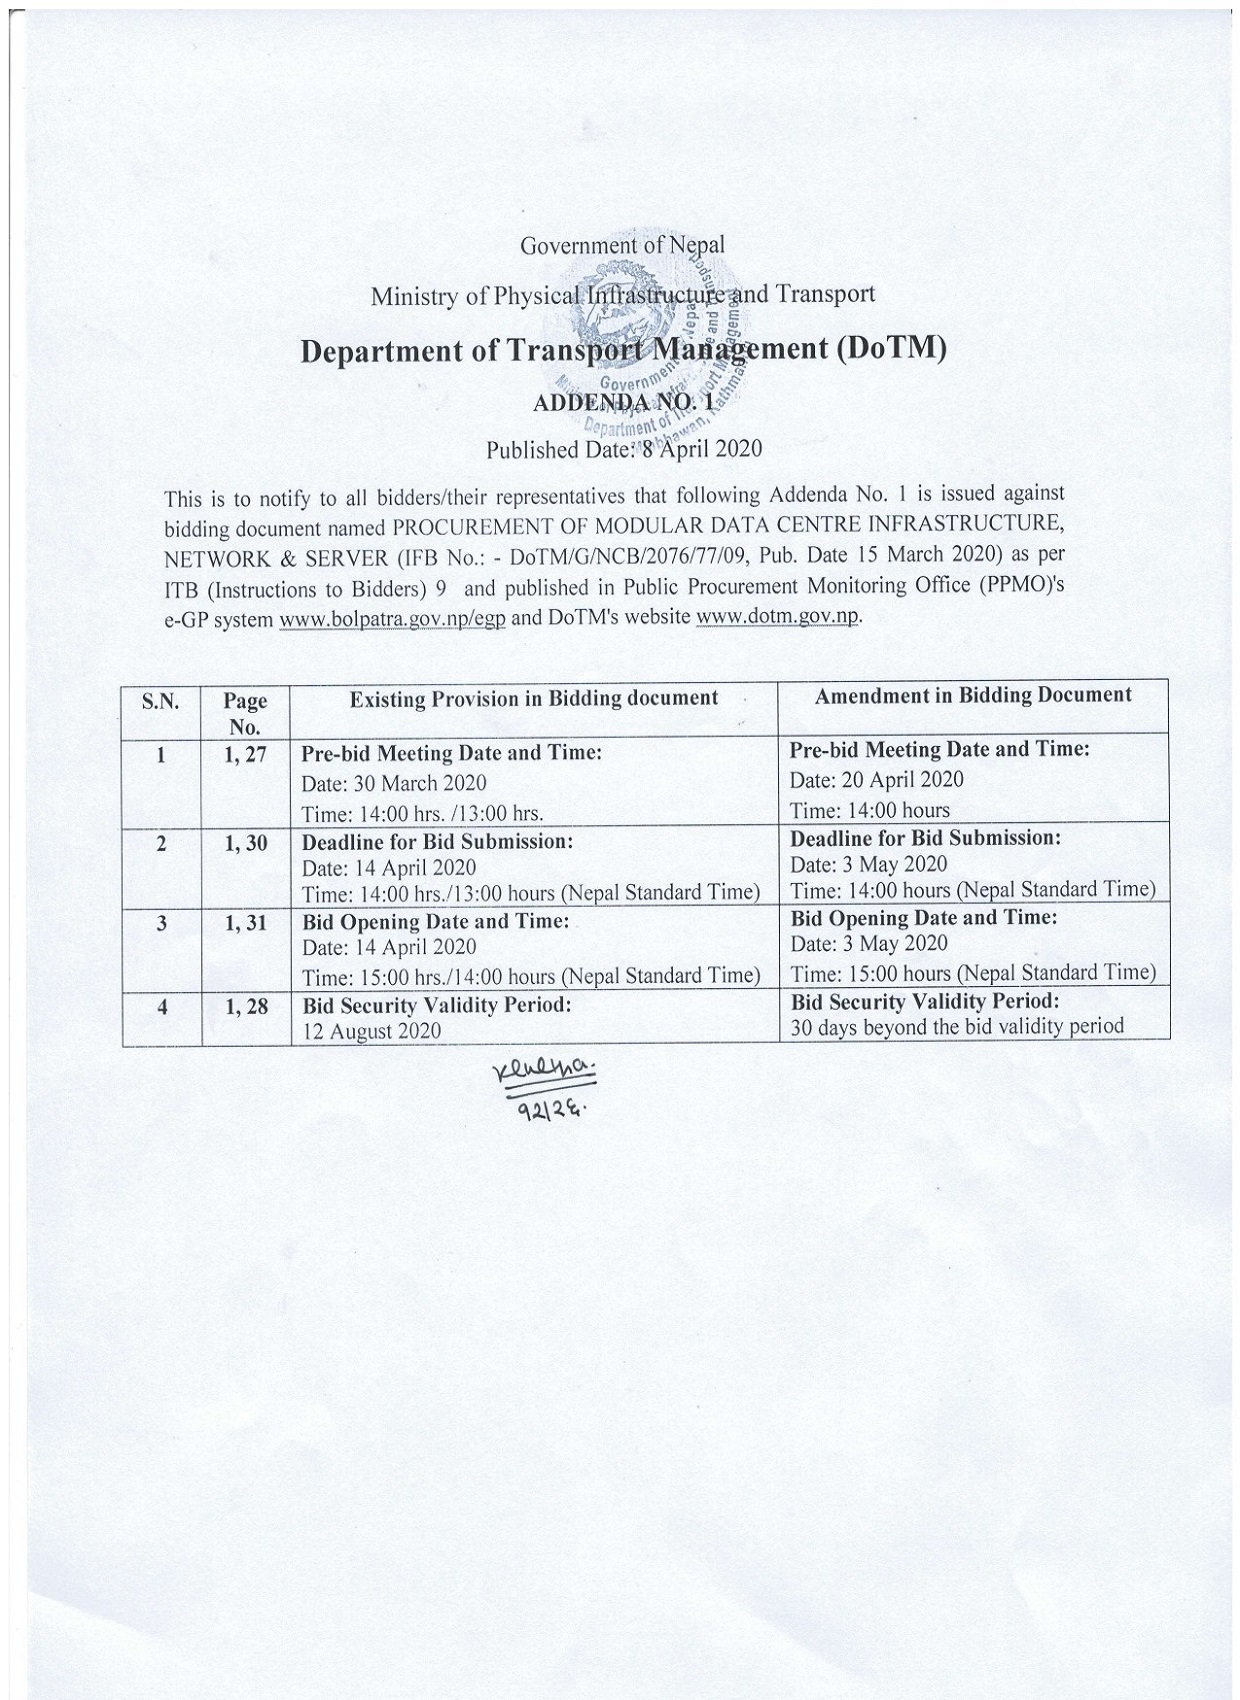 Government of Nepal
Ministry of Physical Infrastructure and Transport
Department of Transport Management (DoTM)
ADDENDA NO. 1
Published Date: 8 April 2020
This is to notify to all bidders/their representatives that following Addenda No. 1 is issued against
bidding document named PROCUREMENT OF MODULAR DATA CENTRE INFRASTRUCTURE,
NETWORK & SERVER (IFB No.: - DoTM/G/NCB/2076/77/09, Pub. Date 15 March 2020) as per
ITB (Instructions to Bidders) 9 and published in Public Procurement Monitoring Office (PPMO)'s
e-GP system www.bolpatra.gov.np/egp and DoTM's website www.dotm.gov.np.
S.N. Page No. Existing Provision in Bidding document Amendment in Bidding Document
1 1, 27 Pre-bid Meeting Date and Time: Pre-bid Meeting Date and Time:
Date: 30 March 2020 Date: 20 April 2020
Time: 14:00 hrs. /13:00 hrs. Time: 14:00 hours
2 1, 30 Deadline for Bid Submission: Deadline for Bid Submission:
Date: 14 April 2020 Date: 3 May 2020
Time: 14:00 hrs./13:00 hours (Nepal Standard Time) Time: 14:00 hours (Nepal Standard Time)
3 1, 31 Bid Opening Date and Time: Bid Opening Date and Time:
Date: 14 April 2020 Date: 3 May 2020
Time: 15:00 hrs./14:00 hours (Nepal Standard Time) Time: 15:00 hours (Nepal Standard Time)
4 1, 28 Bid Security Validity Period: Bid Security Validity Period:
12 August 2020 30 days beyond the bid validity period
१२/२६.